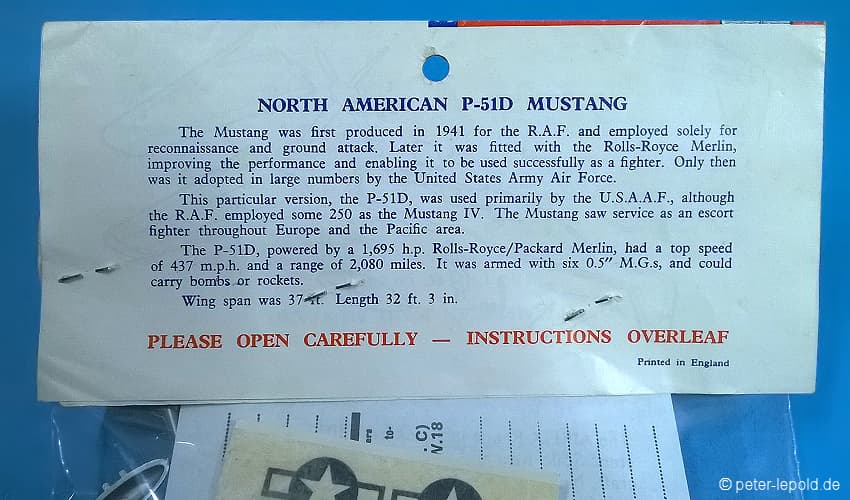 NORTH AMERICAN P-51D MUSTANG
The Mustang was first produced in 1941 for the R.A.F. and employed solely for
reconnaissance and ground attack. Later it was fitted with the Rolls-Royce Merlin,
improving the performance and enabling it to be used successfully as a fighter. Only then
was it adopted in large numbers by the United States Army Air Force.
This particular version, the P-51D, was used primarily by the U.S.A.A.F., although
the R.A.F. employed some 250 as the Mustang IV. The Mustang saw service as an escort
fighter throughout Europe and the Pacific area.
The P-51D, powered by a 1,695 h.p. Rolls-Royce/Packard Merlin, had a top speed
of 437 m.p.h. and a range of 2,080 miles. It was armed with six 0.5″ M.G.s, and could
carry bombs or rockets.
Wing span was 37 ft. Length 32 ft. 3 in.
PLEASE OPEN CAREFULLY — INSTRUCTIONS OVERLEAF
Printed in England
ers
to-
. C)
V.18
© peter-lepold.de